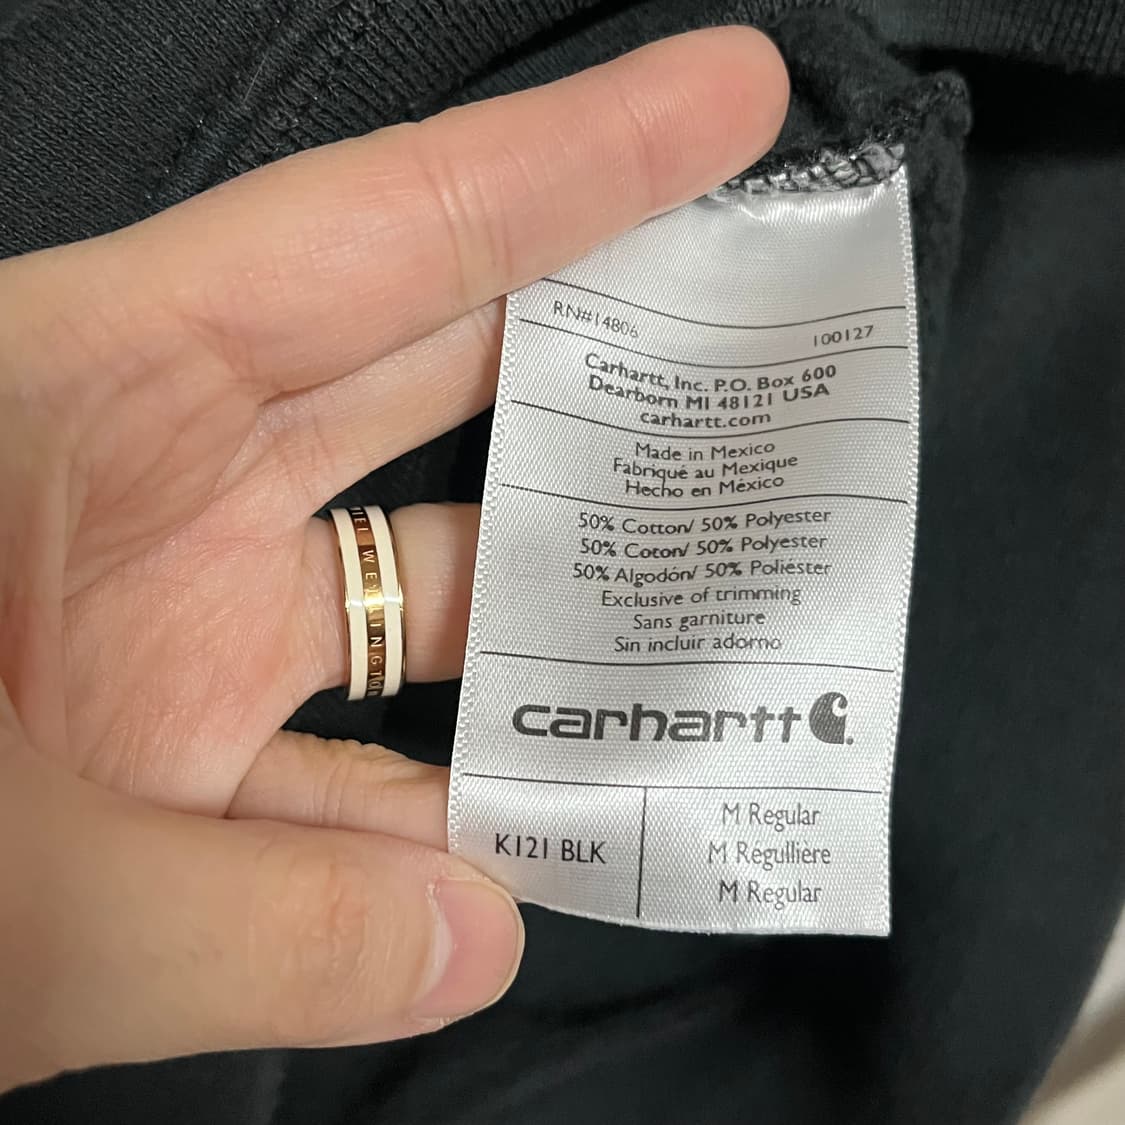 RN#14806
100127
Carhartt, Inc. P.O. Box 600
Dearborn MI 48121 USA
carhartt.com
Made in Mexico
Fabriqué au Mexique
Hecho en México
50% Cotton/ 50% Polyester
50% Coton/ 50% Polyester
50% Algodón/ 50% Poliéster
Exclusive of trimming
Sans garniture
Sin incluir adorno
carhartt
K121 BLK
M Regular
M Regulliere
M Regular
WELLINGTON